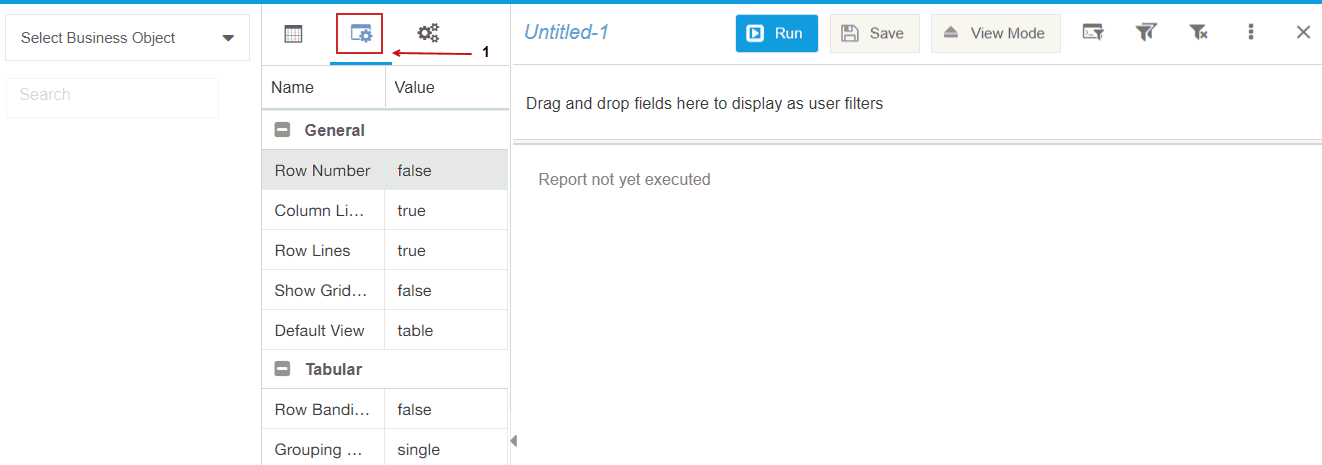 Select Business Object
Search
1
Name Value
General
Row Number false
Column Li... true
Row Lines true
Show Grid... false
Default View table
Tabular
Row Bandi... false
Grouping ... single
Untitled-1
Run
Save
View Mode
Drag and drop fields here to display as user filters
Report not yet executed